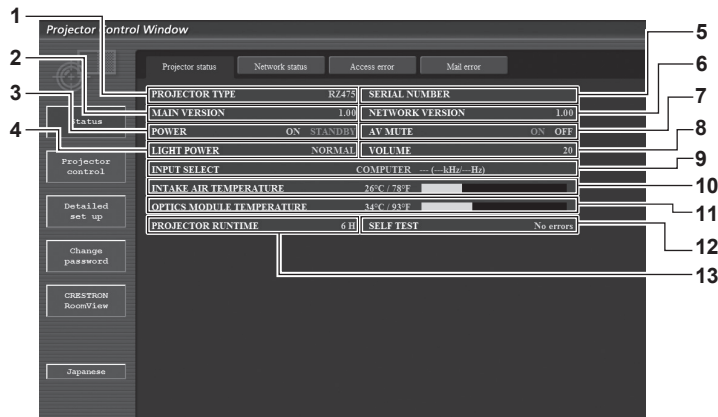 Projector Control Window
Projector status Network status Access error Mail error
PROJECTOR TYPE RZ475 SERIAL NUMBER
MAIN VERSION 1.00 NETWORK VERSION 1.00
POWER ON STANDBY AV MUTE ON OFF
LIGHT POWER NORMAL VOLUME 20
INPUT SELECT COMPUTER --- (---kHz/---Hz)
INTAKE AIR TEMPERATURE 26°C / 78°F
OPTICS MODULE TEMPERATURE 34°C / 93°F
PROJECTOR RUNTIME 6 H SELF TEST No errors
Status
Projector
control
Detailed
set up
Change
password
CRESTRON
RoomView
Japanese
1
2
3
4
5
6
7
8
9
10
11
12
13